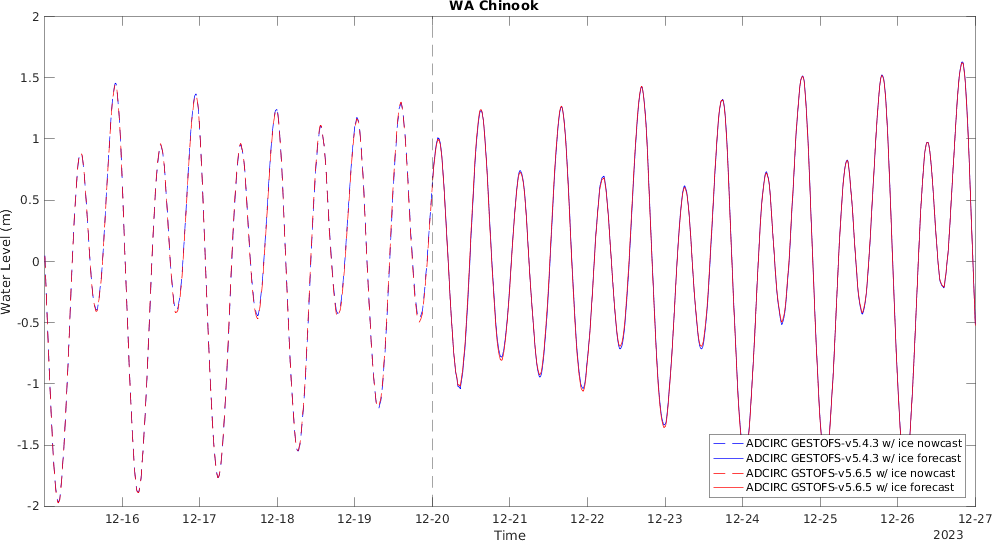 WA Chinook
2
1.5
1
0.5
0
-0.5
-1
-1.5
-2
Water Level (m)
12-16 12-17 12-18 12-19 12-20 12-21 12-22 12-23 12-24 12-25 12-26 12-27
Time
2023
ADCIRC GESTOFS-v5.4.3 w/ ice nowcast
ADCIRC GESTOFS-v5.4.3 w/ ice forecast
ADCIRC GSTOFS-v5.6.5 w/ ice nowcast
ADCIRC GSTOFS-v5.6.5 w/ ice forecast